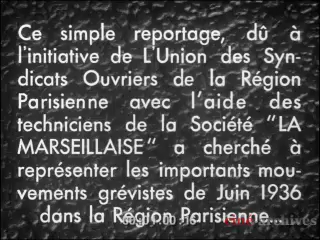 Ce simple reportage, dû à
l'initiative de L'Union des Syn-
dicats Ouvriers de la Région
Parisienne avec l'aide des
techniciens de la Société "LA
MARSEILLAISE" a cherché à
représenter les importants mou-
vements grévistes de Juin 1936
dans la Région Parisienne...
archives